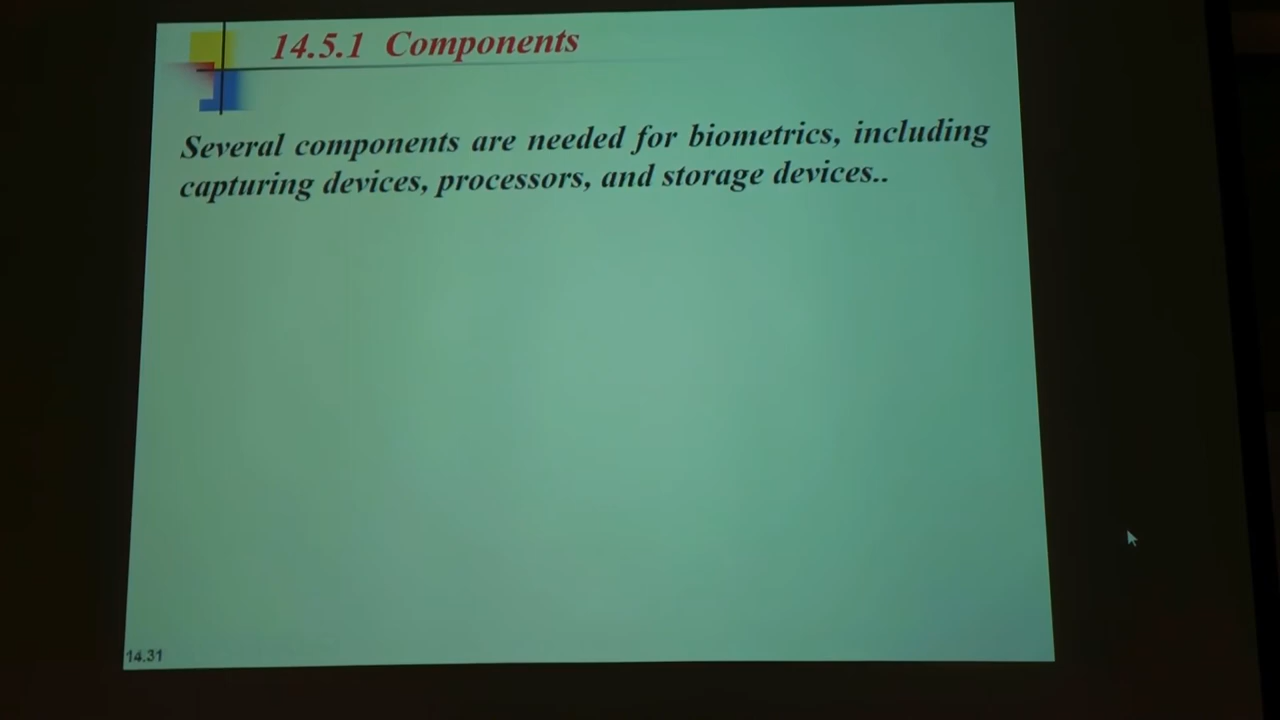 14.5.1 Components
Several components are needed for biometrics, including
capturing devices, processors, and storage devices..
14.31